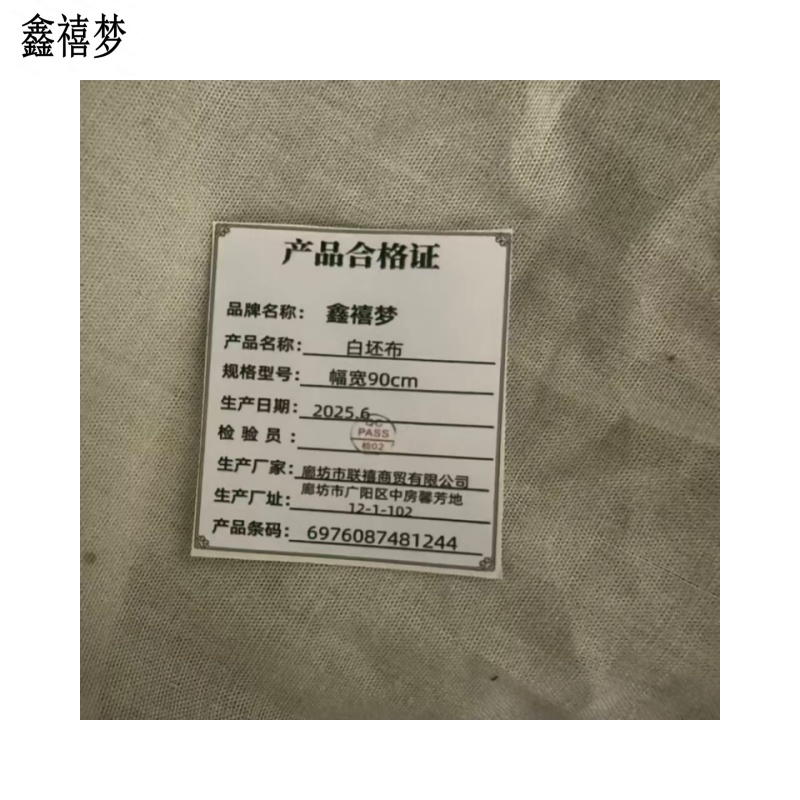 鑫禧梦
产品合格证
品牌名称： 鑫禧梦
产品名称： 白坯布
规格型号： 幅宽90cm
生产日期： 2025.6
检 验 员 ：
QC
PASS
检02
生产厂家： 廊坊市联禧商贸有限公司
生产厂址： 廊坊市广阳区中房馨芳地
12-1-102
产品条码： 6976087481244